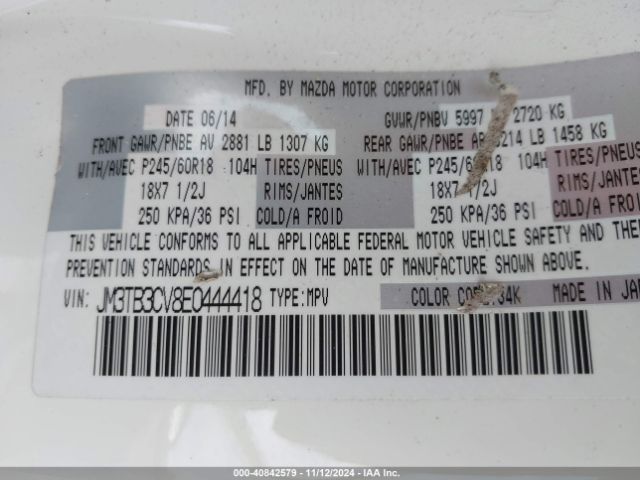 MFD. BY MAZDA MOTOR CORPORATION
DATE 06/14 GVWR/PNBV 5997 2720 KG
FRONT GAWR/PNBE AV 2881 LB 1307 KG REAR GAWR/PNBE 3214 LB 1458 KG
WITH/AVEC P245/60R18 104H TIRES/PNEUS WITH/AVEC P245/60R18 104H TIRES/PNEUS
18X7 1/2J RIMS/JANTES 18X7 1/2J RIMS/JANTES
250 KPA/36 PSI COLD/A FROID 250 KPA/36 PSI COLD/A FROID
THIS VEHICLE CONFORMS TO ALL APPLICABLE FEDERAL MOTOR VEHICLE SAFETY AND THE
PREVENTION STANDARDS IN EFFECT ON THE DATE OF MANUFACTURE SHOWN ABOVE.
VIN: JM3TB3CV8E0444418 TYPE:MPV COLOR 34K MADE IN JA
000-40842579 - 11/12/2024 - IAA Inc.